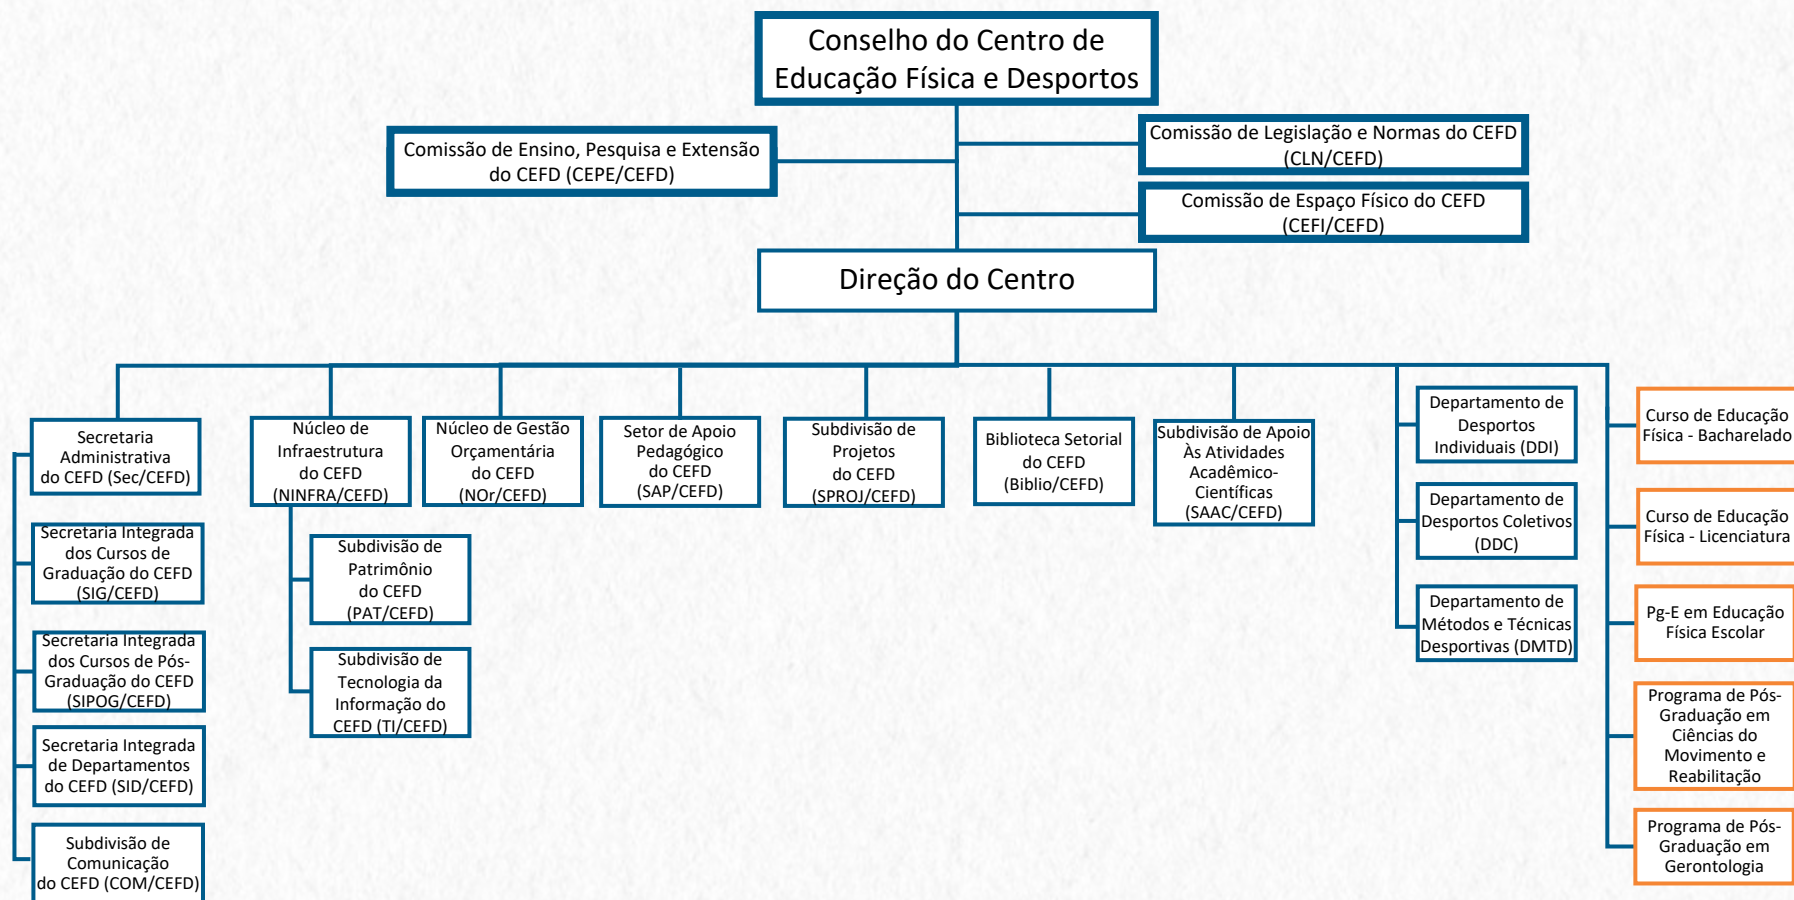 Conselho do Centro de
Educação Física e Desportos
Comissão de Ensino, Pesquisa e Extensão
do CEFD (CEPE/CEFD)
Comissão de Legislação e Normas do CEFD
(CLN/CEFD)
Comissão de Espaço Físico do CEFD
(CEFI/CEFD)
Direção do Centro
Secretaria
Administrativa
do CEFD (Sec/CEFD)
Secretaria Integrada
dos Cursos de
Graduação do CEFD
(SIG/CEFD)
Secretaria Integrada
dos Cursos de Pós-
Graduação do CEFD
(SIPOG/CEFD)
Secretaria Integrada
de Departamentos
do CEFD (SID/CEFD)
Subdivisão de
Comunicação
do CEFD (COM/CEFD)
Núcleo de
Infraestrutura
do CEFD
(NINFRA/CEFD)
Subdivisão de
Patrimônio
do CEFD
(PAT/CEFD)
Subdivisão de
Tecnologia da
Informação do
CEFD (TI/CEFD)
Núcleo de Gestão
Orçamentária
do CEFD
(NOr/CEFD)
Setor de Apoio
Pedagógico
do CEFD
(SAP/CEFD)
Subdivisão de
Projetos
do CEFD
(SPROJ/CEFD)
Biblioteca Setorial
do CEFD
(Biblio/CEFD)
Subdivisão de Apoio
Às Atividades
Acadêmico-
Científicas
(SAAC/CEFD)
Departamento de
Desportos
Individuais (DDI)
Departamento de
Desportos Coletivos
(DDC)
Departamento de
Métodos e Técnicas
Desportivas (DMTD)
Curso de Educação
Física - Bacharelado
Curso de Educação
Física - Licenciatura
Pg-E em Educação
Física Escolar
Programa de Pós-
Graduação em
Ciências do
Movimento e
Reabilitação
Programa de Pós-
Graduação em
Gerontologia